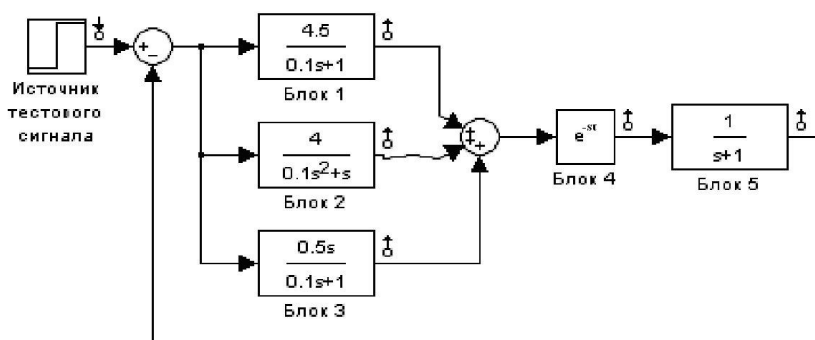 Источник
тестового
сигнала
+
−
4.5
0.1s+1
Блок 1
4
0.1s²+s
Блок 2
0.5s
0.1s+1
Блок 3
+
+
+
e^-sτ
Блок 4
1
s+1
Блок 5